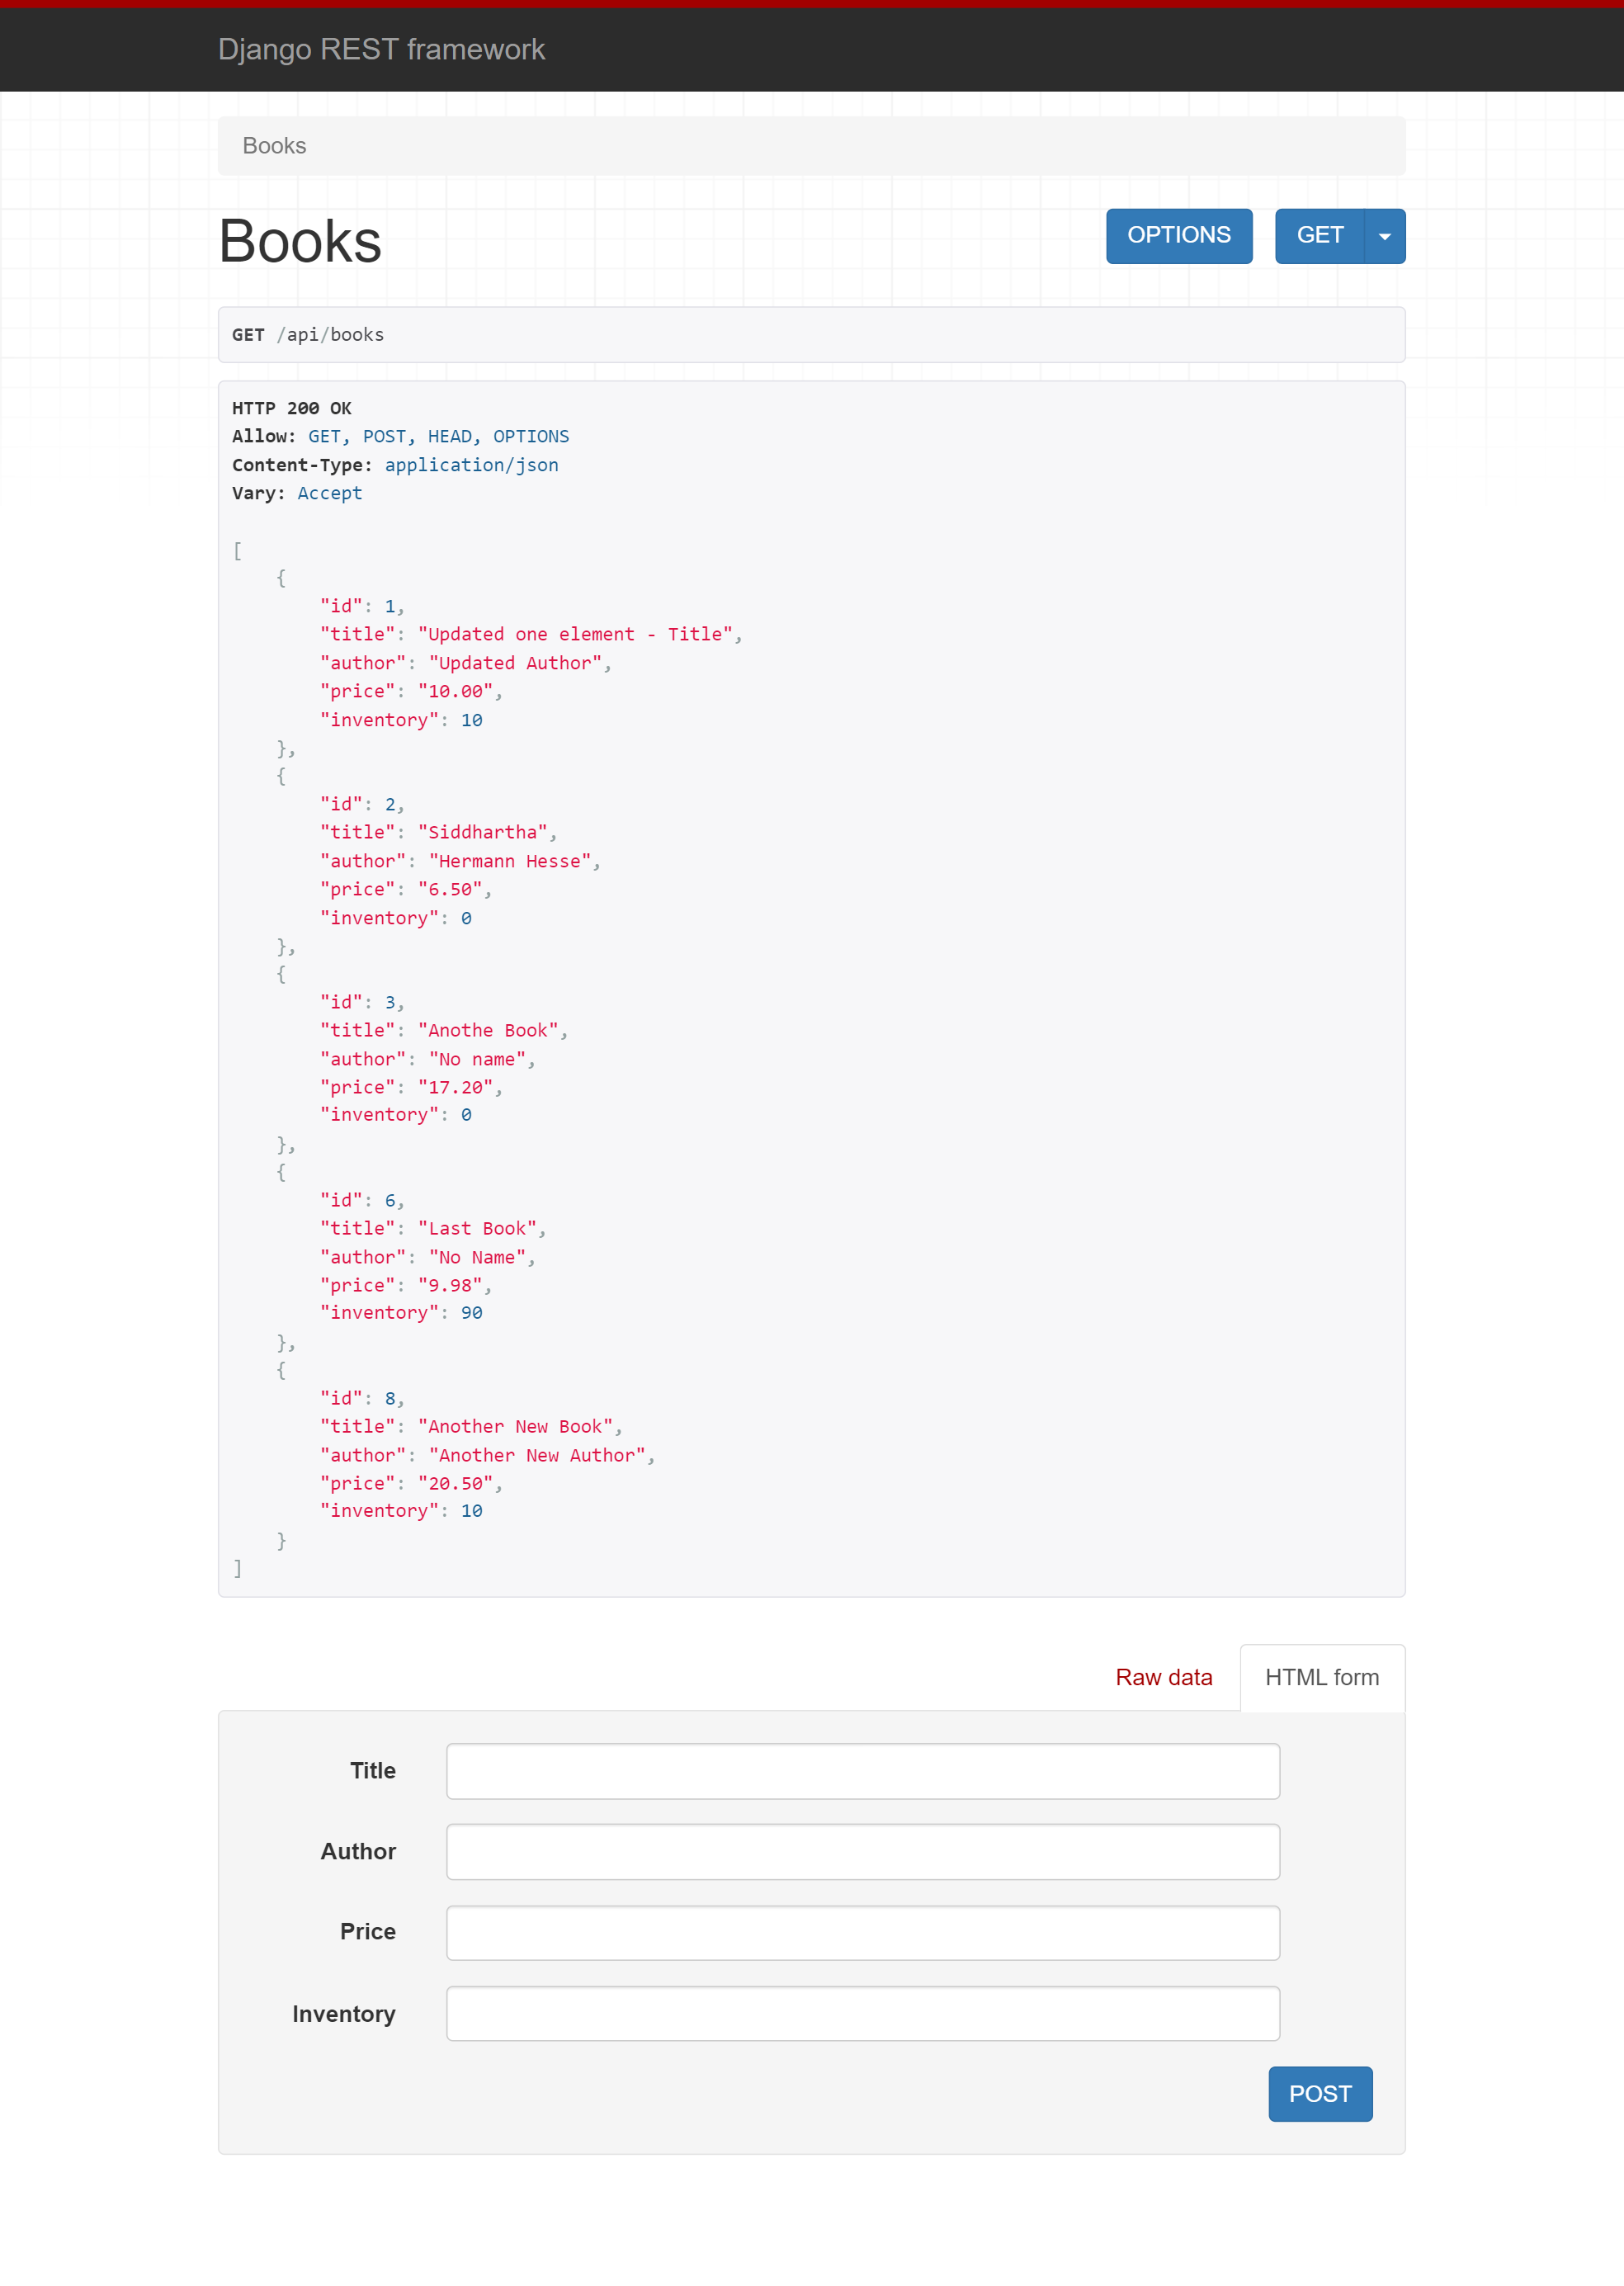 Django REST framework
Books
Books
OPTIONS
GET
GET /api/books
HTTP 200 OK
Allow: GET, POST, HEAD, OPTIONS
Content-Type: application/json
Vary: Accept
[
    {
        "id": 1,
        "title": "Updated one element - Title",
        "author": "Updated Author",
        "price": "10.00",
        "inventory": 10
    },
    {
        "id": 2,
        "title": "Siddhartha",
        "author": "Hermann Hesse",
        "price": "6.50",
        "inventory": 0
    },
    {
        "id": 3,
        "title": "Anothe Book",
        "author": "No name",
        "price": "17.20",
        "inventory": 0
    },
    {
        "id": 6,
        "title": "Last Book",
        "author": "No Name",
        "price": "9.98",
        "inventory": 90
    },
    {
        "id": 8,
        "title": "Another New Book",
        "author": "Another New Author",
        "price": "20.50",
        "inventory": 10
    }
]
Raw data
HTML form
Title
Author
Price
Inventory
POST